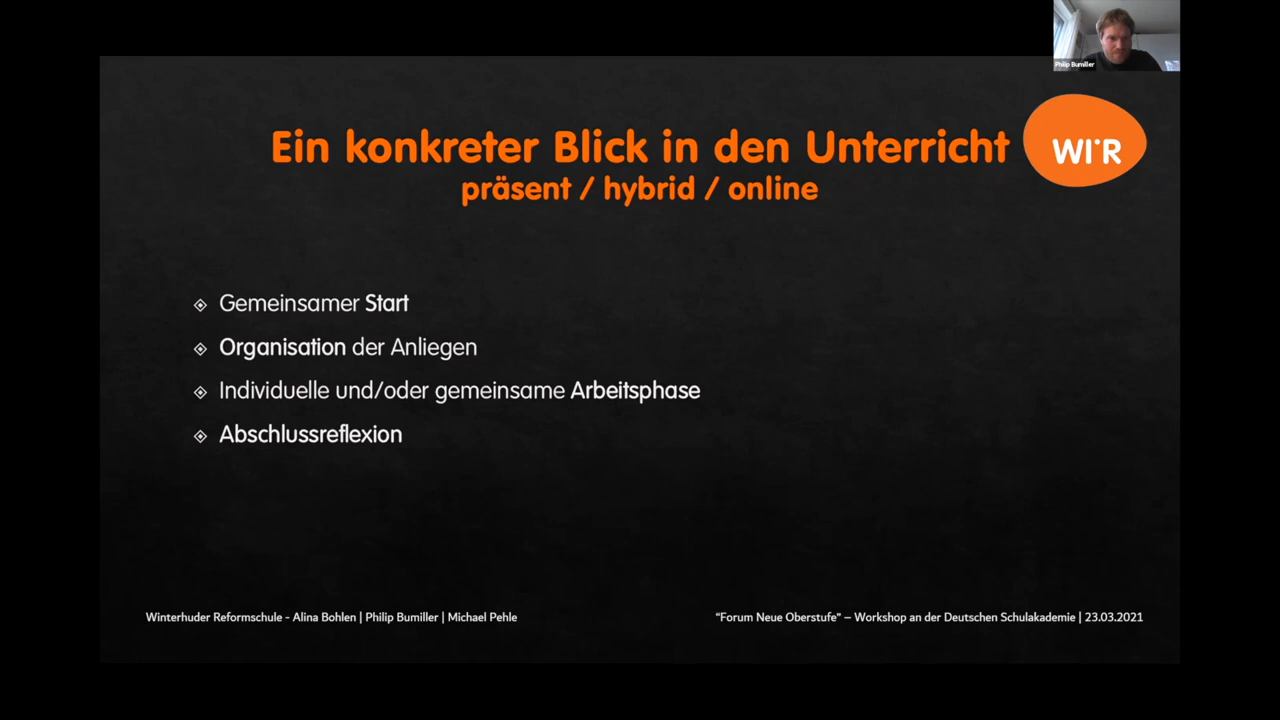 Philip Bumiller
Ein konkreter Blick in den Unterricht
präsent / hybrid / online
WI'R
Gemeinsamer Start
Organisation der Anliegen
Individuelle und/oder gemeinsame Arbeitsphase
Abschlussreflexion
Winterhuder Reformschule - Alina Bohlen | Philip Bumiller | Michael Pehle
"Forum Neue Oberstufe" – Workshop an der Deutschen Schulakademie | 23.03.2021